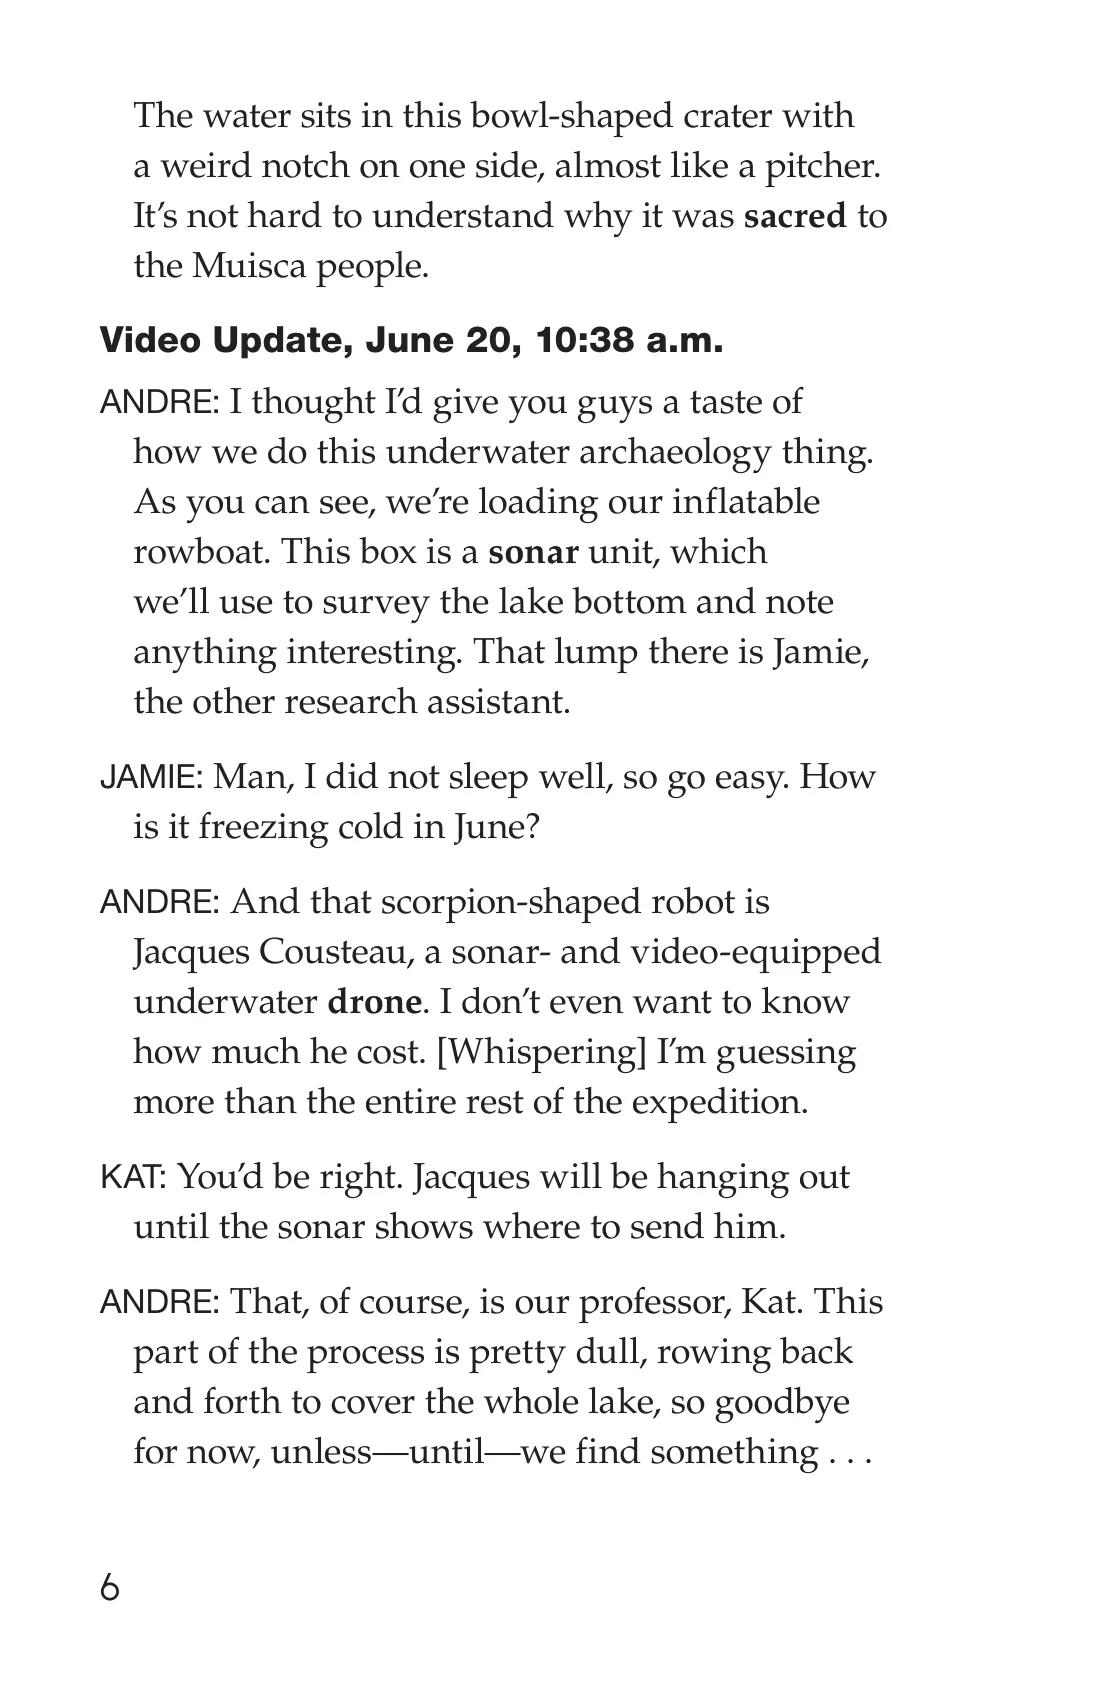 The water sits in this bowl-shaped crater with
a weird notch on one side, almost like a pitcher.
It’s not hard to understand why it was sacred to
the Muisca people.
Video Update, June 20, 10:38 a.m.
ANDRE: I thought I’d give you guys a taste of
how we do this underwater archaeology thing.
As you can see, we’re loading our inflatable
rowboat. This box is a sonar unit, which
we’ll use to survey the lake bottom and note
anything interesting. That lump there is Jamie,
the other research assistant.
JAMIE: Man, I did not sleep well, so go easy. How
is it freezing cold in June?
ANDRE: And that scorpion-shaped robot is
Jacques Cousteau, a sonar- and video-equipped
underwater drone. I don’t even want to know
how much he cost. [Whispering] I’m guessing
more than the entire rest of the expedition.
KAT: You’d be right. Jacques will be hanging out
until the sonar shows where to send him.
ANDRE: That, of course, is our professor, Kat. This
part of the process is pretty dull, rowing back
and forth to cover the whole lake, so goodbye
for now, unless—until—we find something . . .
6